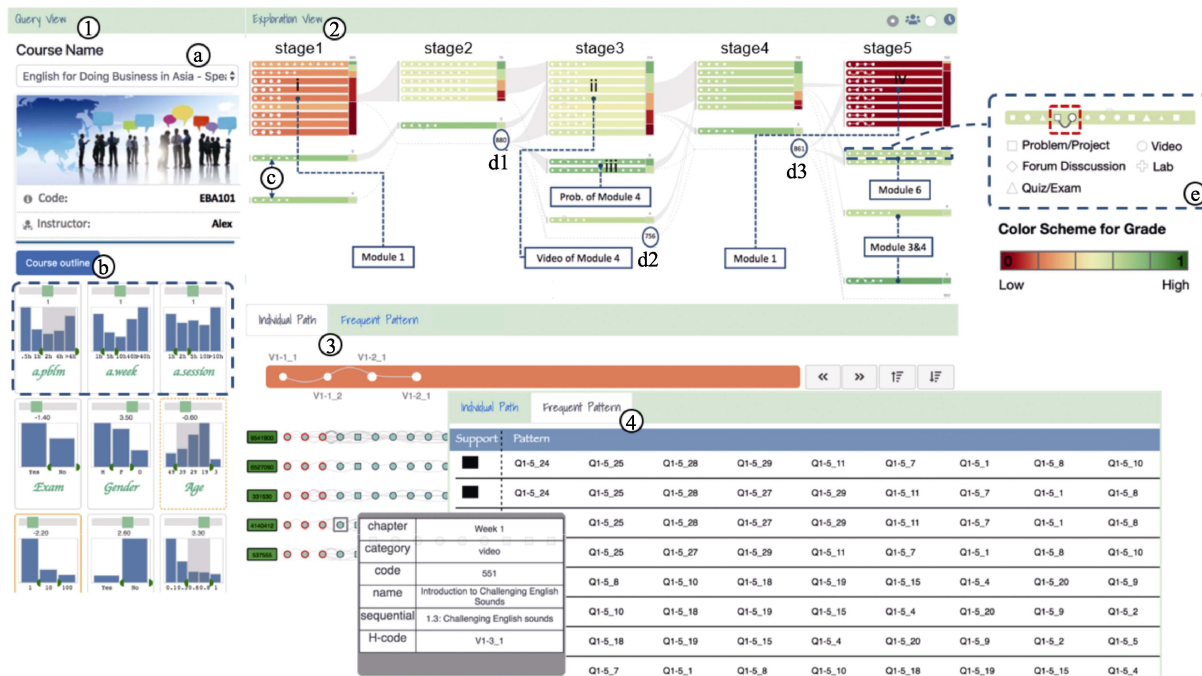 Query View
1
Course Name
a
English for Doing Business in Asia - Spea
Code:
EBA101
Instructor:
Alex
Course outline
b
1
1
1
a.pblm
a.week
a.session
-1.40
3.50
-0.60
Yes No
M F O
49 39 29 19 3
Exam
Gender
Age
-2.20
2.60
3.30
1 10 100
Yes No
Exploration View
2
stage1
stage2
stage3
stage4
stage5
i
ii
iii
iv
c
880
d1
756
d2
861
d3
Prob. of Module 4
Module 1
Video of Module 4
Module 1
Module 6
Module 3&4
Problem/Project
Video
Forum Disscussion
Lab
Quiz/Exam
e
Color Scheme for Grade
0
1
Low
High
Individual Path
Frequent Pattern
3
V1-1_1
V1-2_1
V1-1_2
V1-2_1
Individual Path
Frequent Pattern
4
Support
Pattern
Q1-5_24 Q1-5_25 Q1-5_28 Q1-5_29 Q1-5_11 Q1-5_7 Q1-5_1 Q1-5_8 Q1-5_10
Q1-5_24 Q1-5_25 Q1-5_28 Q1-5_27 Q1-5_29 Q1-5_11 Q1-5_7 Q1-5_1 Q1-5_8
Q1-5_25 Q1-5_28 Q1-5_27 Q1-5_29 Q1-5_11 Q1-5_7 Q1-5_1 Q1-5_8
Q1-5_25 Q1-5_27 Q1-5_29 Q1-5_11 Q1-5_7 Q1-5_1 Q1-5_8 Q1-5_10
Q1-5_8 Q1-5_10 Q1-5_18 Q1-5_19 Q1-5_15 Q1-5_4 Q1-5_20 Q1-5_9
Q1-5_10 Q1-5_18 Q1-5_19 Q1-5_15 Q1-5_4 Q1-5_20 Q1-5_9 Q1-5_2
Q1-5_18 Q1-5_19 Q1-5_15 Q1-5_4 Q1-5_20 Q1-5_9 Q1-5_2 Q1-5_5
Q1-5_7 Q1-5_1 Q1-5_8 Q1-5_10 Q1-5_18 Q1-5_19 Q1-5_15 Q1-5_4
chapter
Week 1
category
video
code
551
name
Introduction to Challenging English
Sounds
sequential
1.3: Challenging English sounds
H-code
V1-3_1